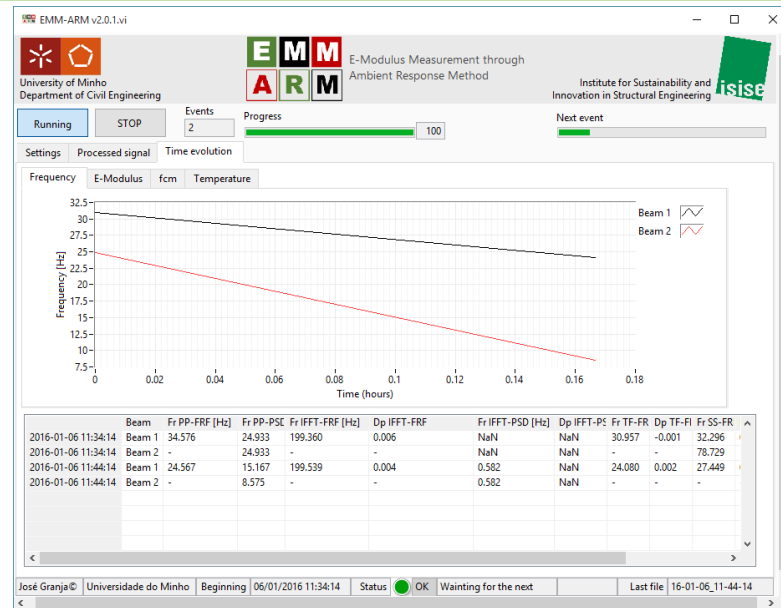 EMM-ARM v2.0.1.vi
University of Minho
Department of Civil Engineering
E M M
A R M
E-Modulus Measurement through
Ambient Response Method
Institute for Sustainability and
Innovation in Structural Engineering
isise
Running STOP Events 2 Progress 100 Next event
Settings Processed signal Time evolution
Frequency E-Modulus fcm Temperature
Frequency [Hz]
32.5
30
27.5
25
22.5
20
17.5
15
12.5
10
7.5
0 0.02 0.04 0.06 0.08 0.1 0.12 0.14 0.16 0.18
Time (hours)
Beam 1
Beam 2
Beam Fr PP-FRF [Hz] Fr PP-PSD Fr IFFT-FRF [Hz] Dp IFFT-FRF Fr IFFT-PSD [Hz] Dp IFFT-PS Fr TF-FR Dp TF-FI Fr SS-FR
2016-01-06 11:34:14 Beam 1 34.576 24.933 199.360 0.006 NaN NaN 30.957 -0.001 32.296
2016-01-06 11:34:14 Beam 2 - 24.933 - - NaN NaN - - 78.729
2016-01-06 11:44:14 Beam 1 24.567 15.167 199.539 0.004 0.582 NaN 24.080 0.002 27.449
2016-01-06 11:44:14 Beam 2 - 8.575 - - 0.582 NaN - - -
José Granja© Universidade do Minho Beginning 06/01/2016 11:34:14 Status OK Wainting for the next Last file 16-01-06_11-44-14